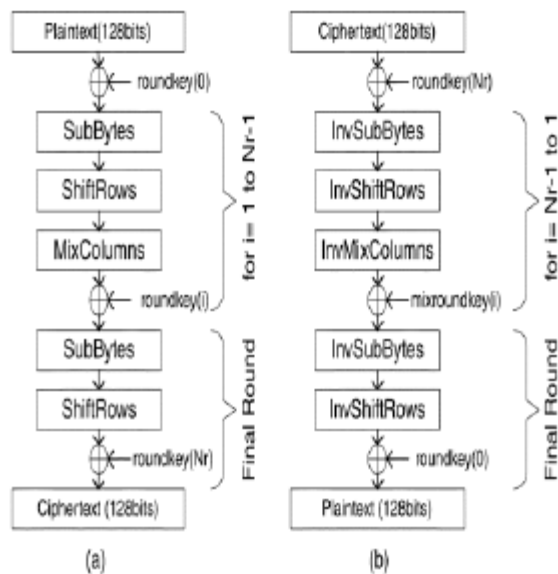 Plaintext(128bits)
roundkey(0)
SubBytes
ShiftRows
MixColumns
roundkey(i)
for i= 1 to Nr-1
SubBytes
ShiftRows
roundkey(Nr)
Final Round
Ciphertext (128bits)
(a)
Ciphertext(128bits)
roundkey(Nr)
InvSubBytes
InvShiftRows
InvMixColumns
mixroundkey(i)
for i= Nr-1 to 1
InvSubBytes
InvShiftRows
roundkey(0)
Final Round
Plaintext (128bits)
(b)